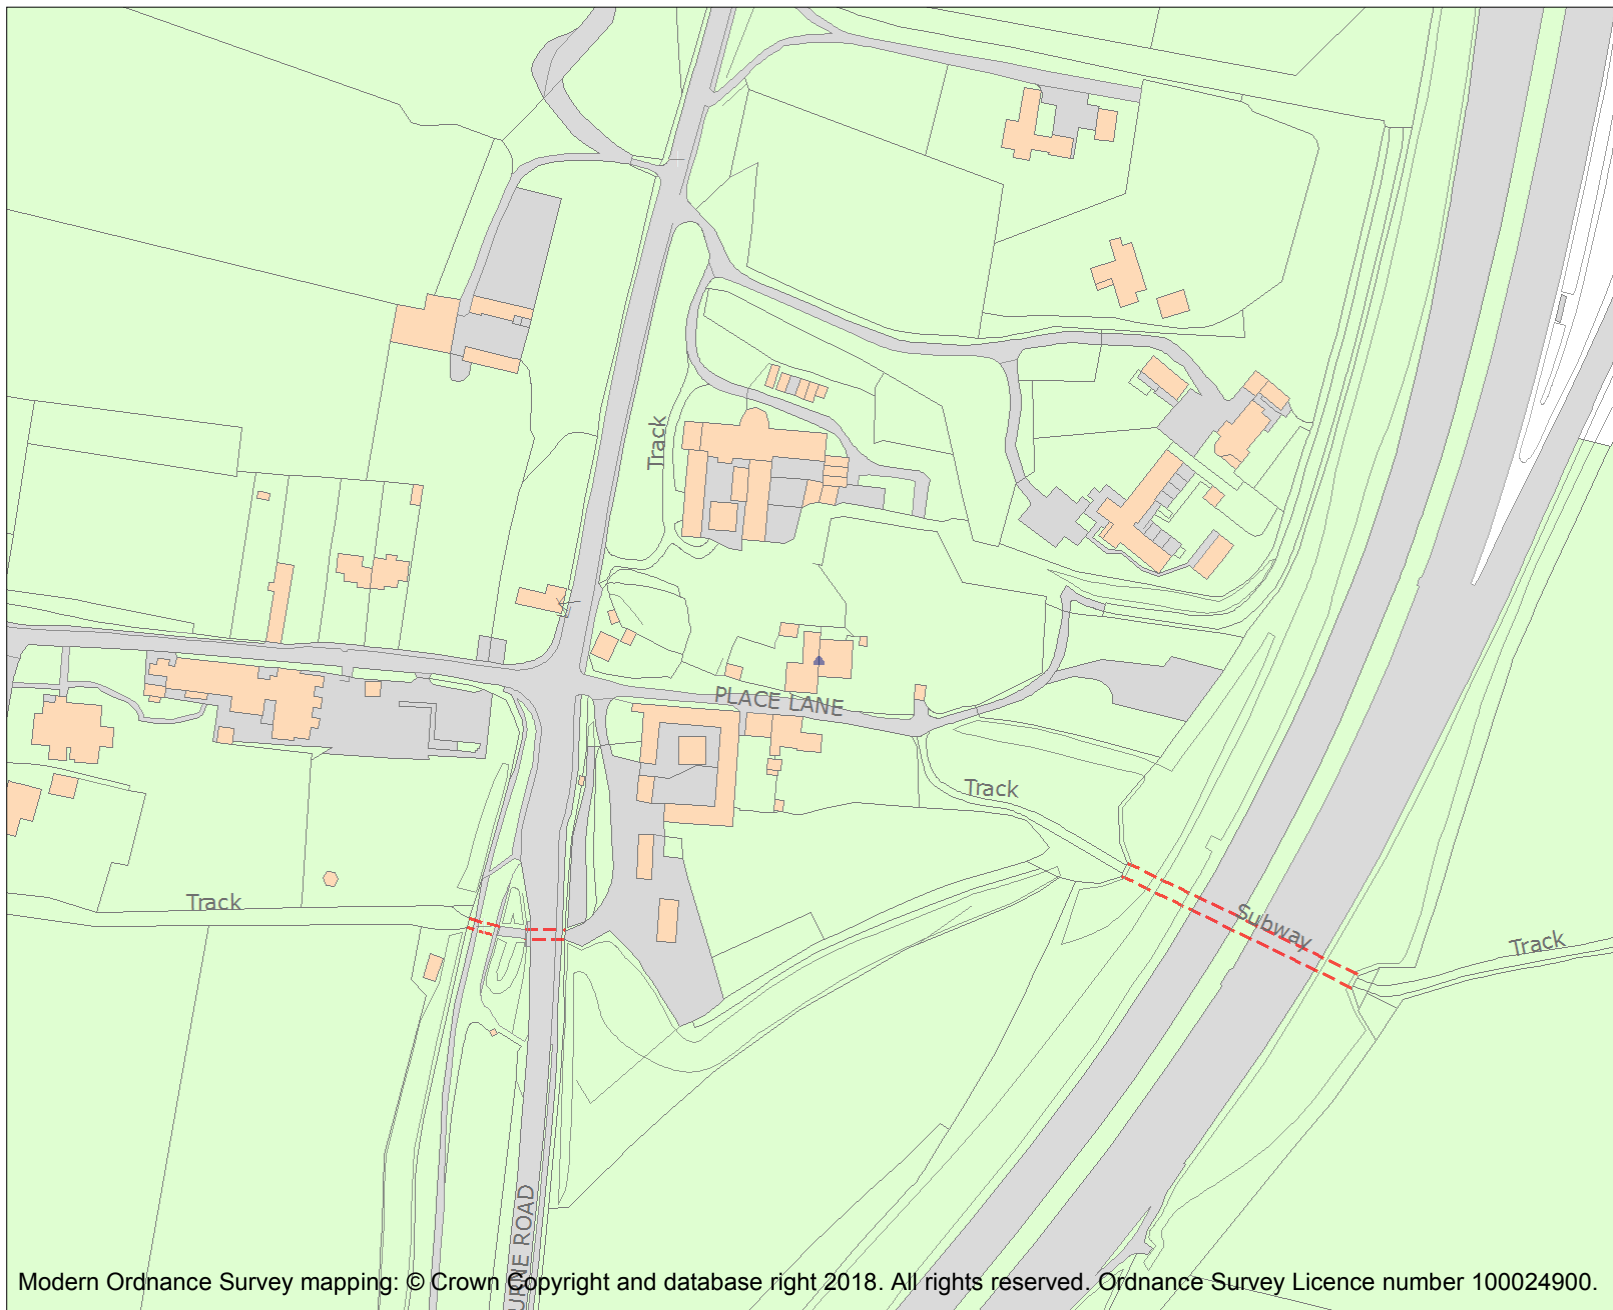 Track
PLACE LANE
Track
Track
Subway
Track
ROAD
Modern Ordnance Survey mapping: © Crown Copyright and database right 2018. All rights reserved. Ordnance Survey Licence number 100024900.